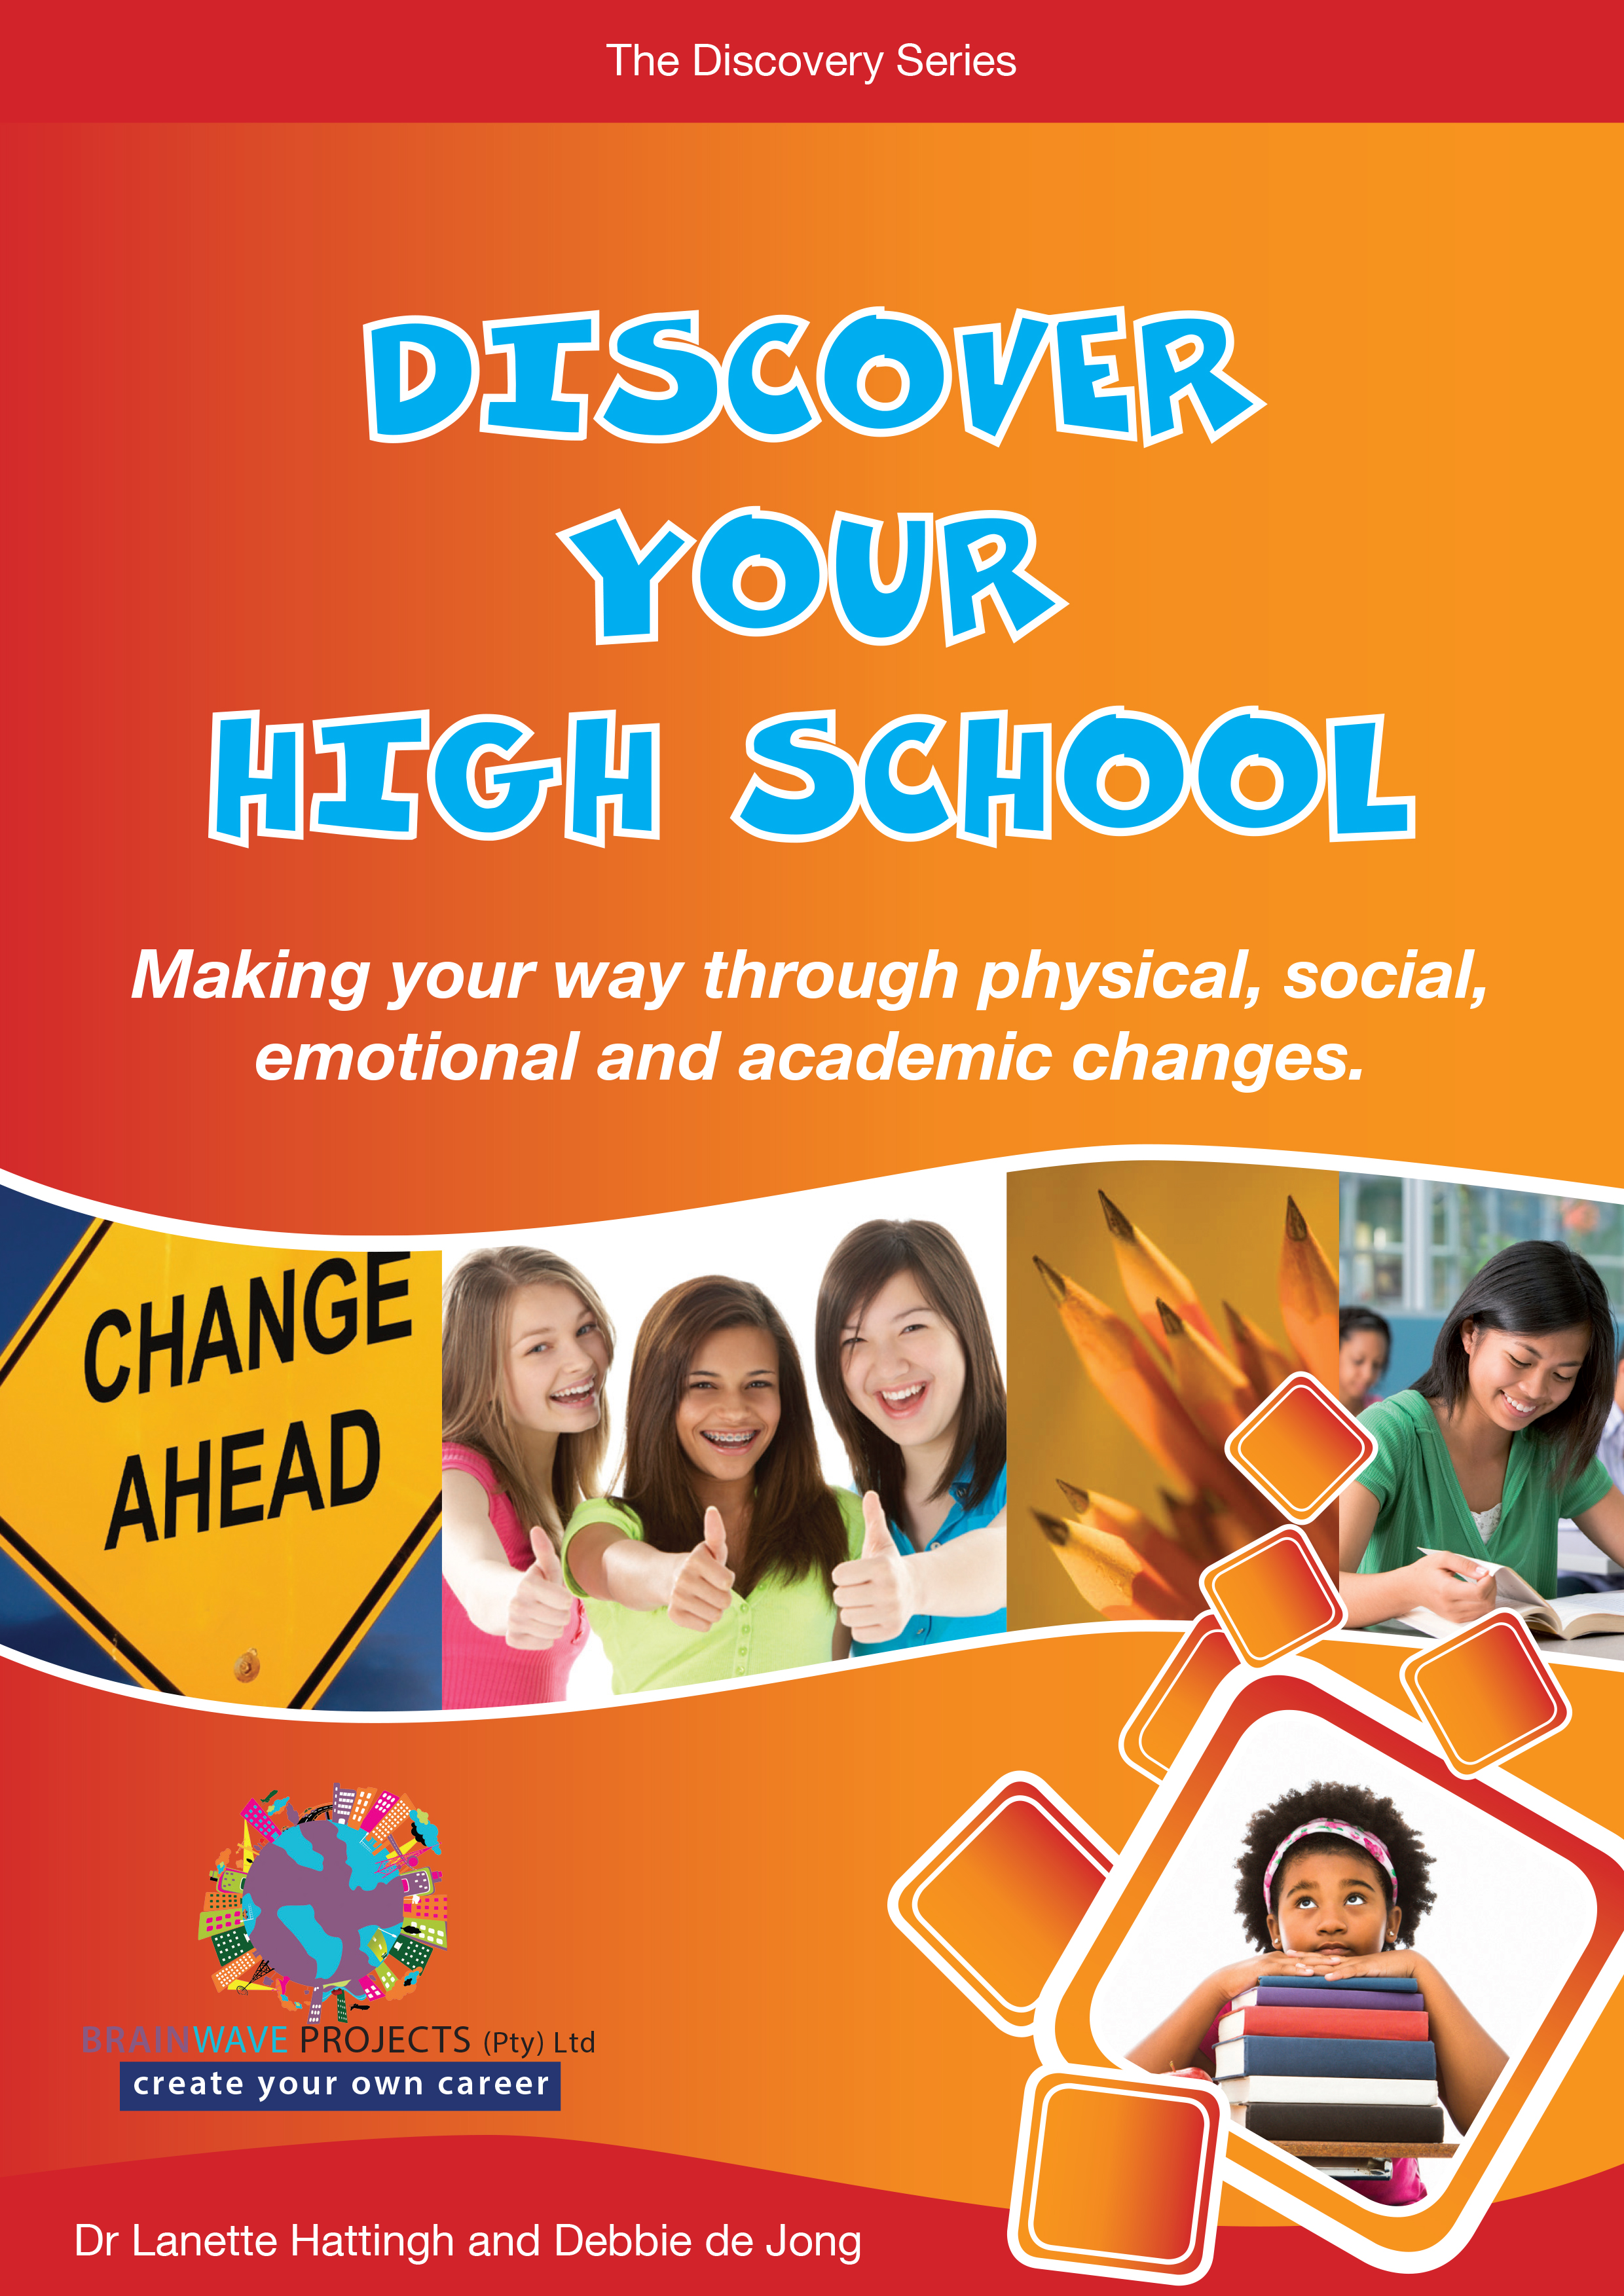 The Discovery Series
DISCOVER
YOUR
HIGH SCHOOL
Making your way through physical, social,
emotional and academic changes.
CHANGE
AHEAD
BRAINWAVE PROJECTS (Pty) Ltd
create your own career
Dr Lanette Hattingh and Debbie de Jong